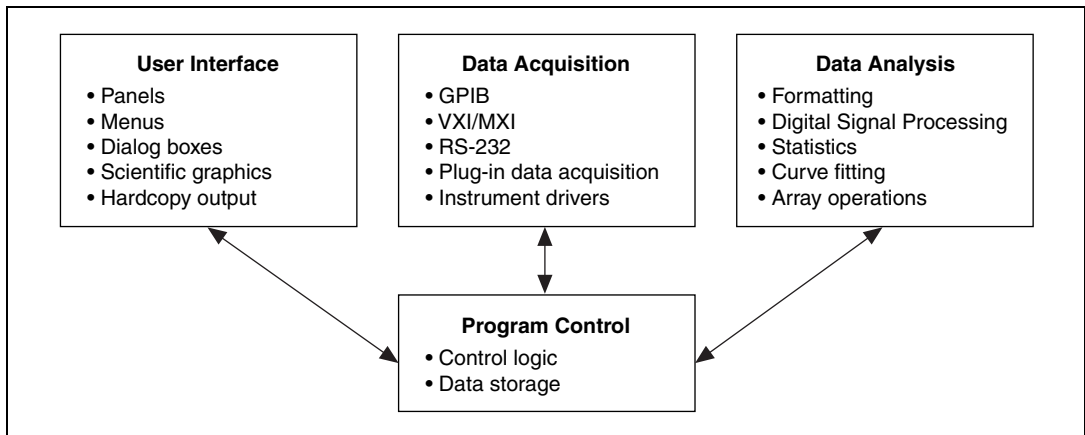 User Interface
• Panels
• Menus
• Dialog boxes
• Scientific graphics
• Hardcopy output
Data Acquisition
• GPIB
• VXI/MXI
• RS-232
• Plug-in data acquisition
• Instrument drivers
Data Analysis
• Formatting
• Digital Signal Processing
• Statistics
• Curve fitting
• Array operations
Program Control
• Control logic
• Data storage